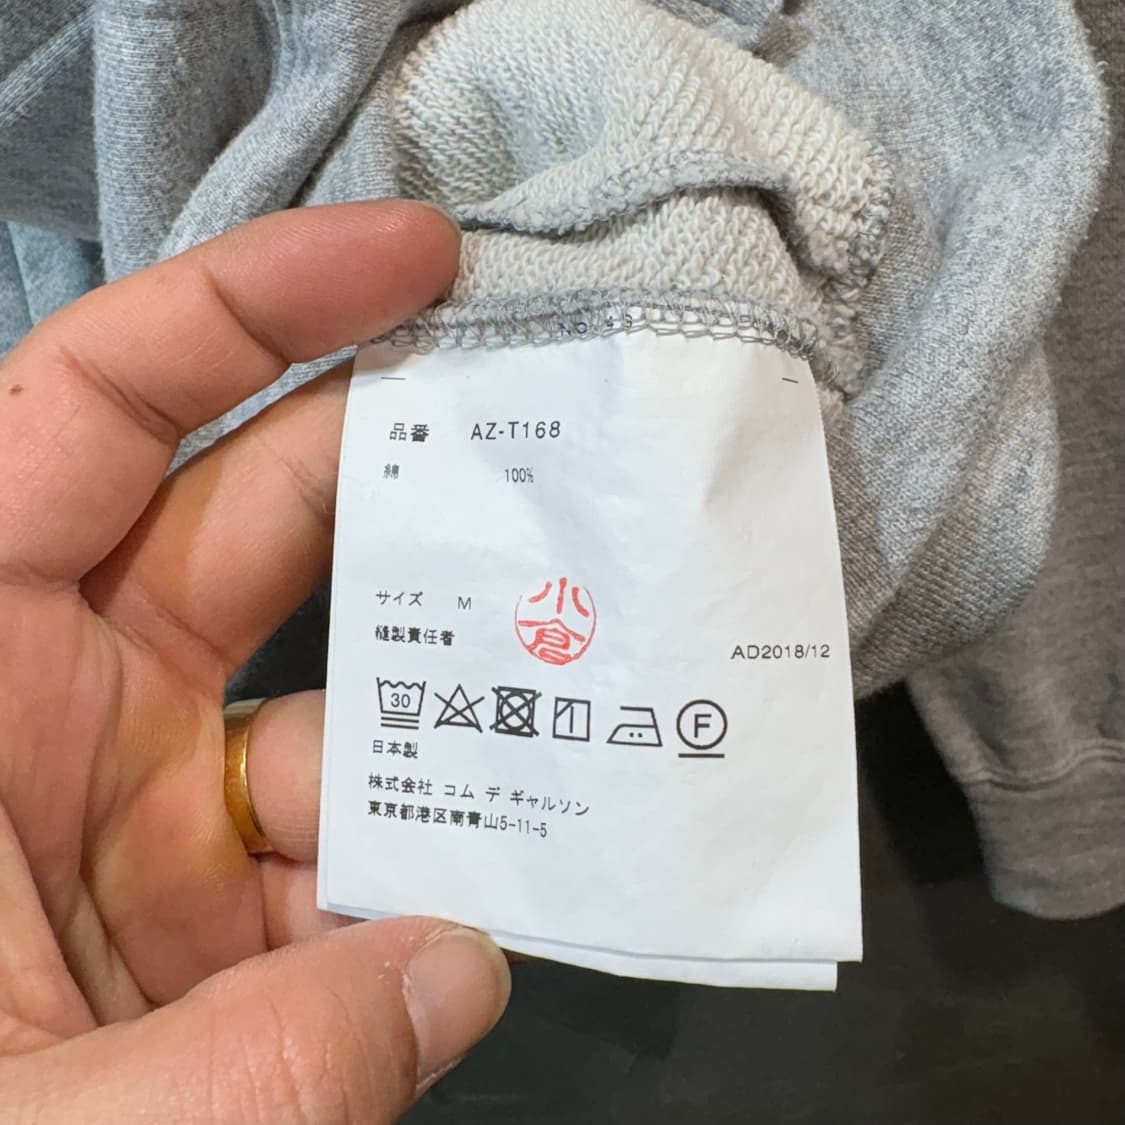 品番 AZ-T168
綿 100%
サイズ M
縫製責任者
小倉
AD2018/12
30
F
日本製
株式会社 コム デ ギャルソン
東京都港区南青山5-11-5